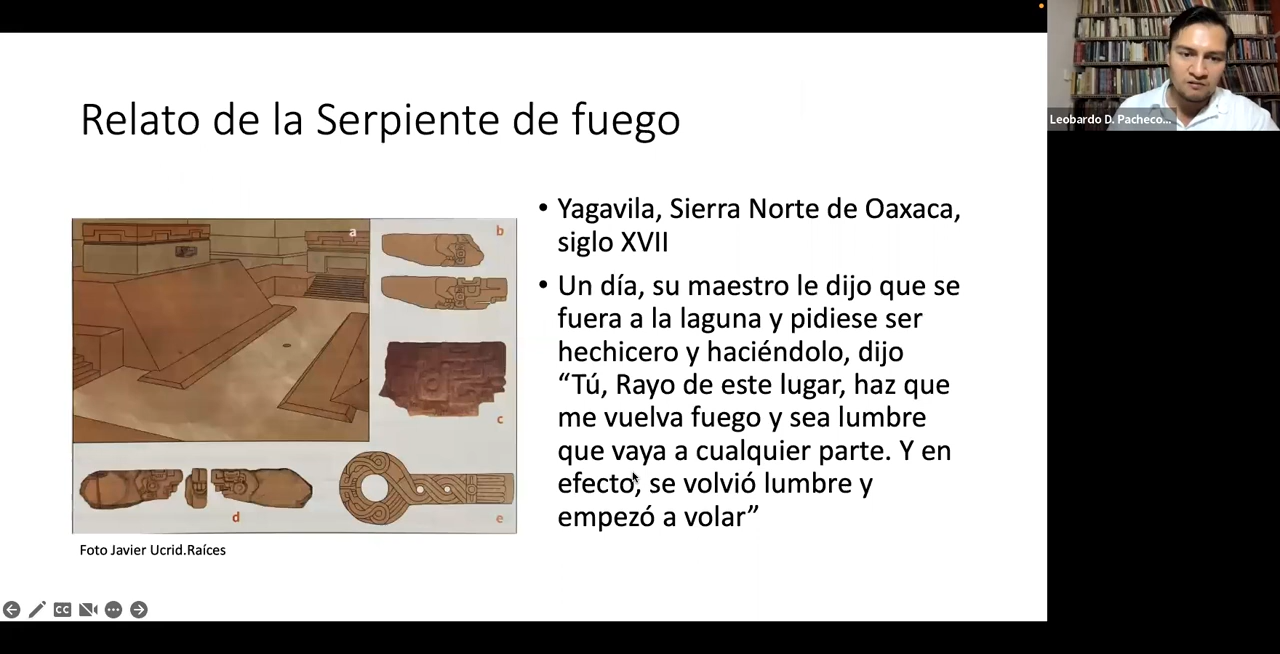 Relato de la Serpiente de fuego
a
b
c
d
e
Foto Javier Ucrid.Raíces
• Yagavila, Sierra Norte de Oaxaca,
siglo XVII
• Un día, su maestro le dijo que se
fuera a la laguna y pidiese ser
hechicero y haciéndolo, dijo
“Tú, Rayo de este lugar, haz que
me vuelva fuego y sea lumbre
que vaya a cualquier parte. Y en
efecto, se volvió lumbre y
empezó a volar”
CC
Leobardo D. Pacheco...